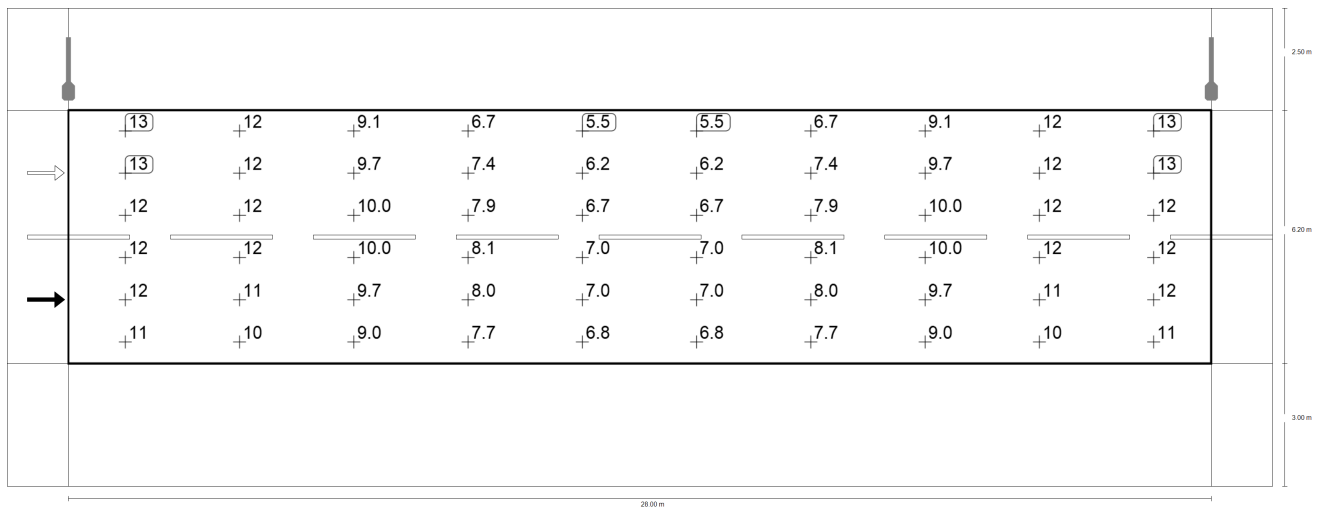 2.50 m
13 12 9.1 6.7 5.5 5.5 6.7 9.1 12 13
13 12 9.7 7.4 6.2 6.2 7.4 9.7 12 13
12 12 10.0 7.9 6.7 6.7 7.9 10.0 12 12
6.20 m
12 12 10.0 8.1 7.0 7.0 8.1 10.0 12 12
12 11 9.7 8.0 7.0 7.0 8.0 9.7 11 12
11 10 9.0 7.7 6.8 6.8 7.7 9.0 10 11
3.00 m
28.00 m